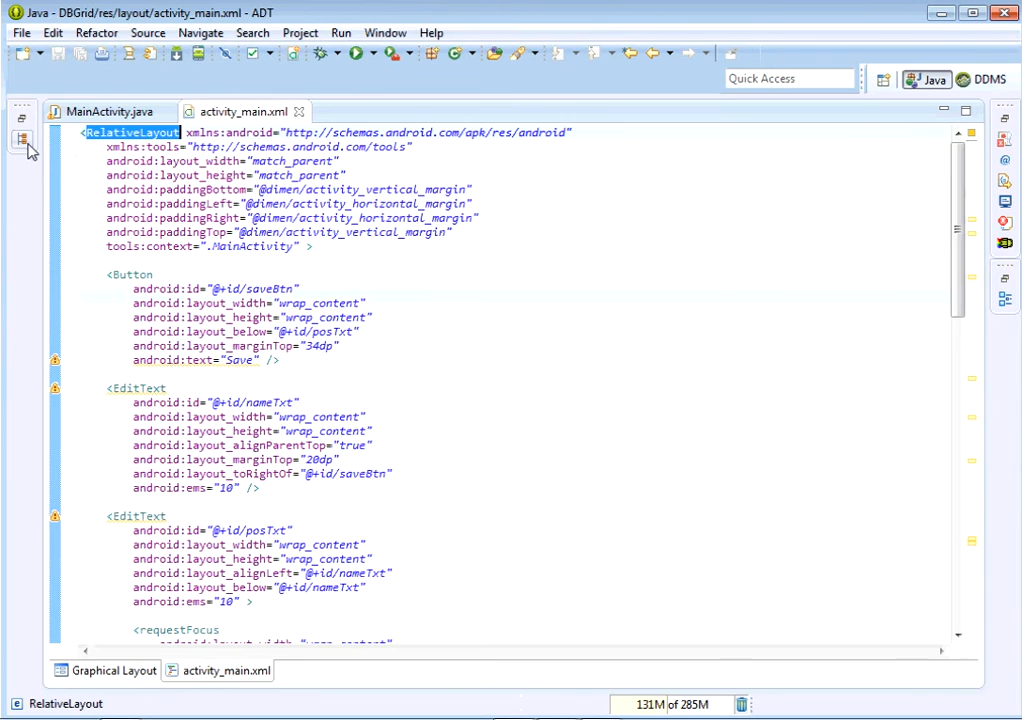 Java - DBGrid/res/layout/activity_main.xml - ADT
File Edit Refactor Source Navigate Search Project Run Window Help
Quick Access
Java
DDMS
MainActivity.java
activity_main.xml
<RelativeLayout xmlns:android="http://schemas.android.com/apk/res/android"
xmlns:tools="http://schemas.android.com/tools"
android:layout_width="match_parent"
android:layout_height="match_parent"
android:paddingBottom="@dimen/activity_vertical_margin"
android:paddingLeft="@dimen/activity_horizontal_margin"
android:paddingRight="@dimen/activity_horizontal_margin"
android:paddingTop="@dimen/activity_vertical_margin"
tools:context=".MainActivity" >
<Button
android:id="@+id/saveBtn"
android:layout_width="wrap_content"
android:layout_height="wrap_content"
android:layout_below="@+id/posTxt"
android:layout_marginTop="34dp"
android:text="Save" />
<EditText
android:id="@+id/nameTxt"
android:layout_width="wrap_content"
android:layout_height="wrap_content"
android:layout_alignParentTop="true"
android:layout_marginTop="20dp"
android:layout_toRightOf="@+id/saveBtn"
android:ems="10" />
<EditText
android:id="@+id/posTxt"
android:layout_width="wrap_content"
android:layout_height="wrap_content"
android:layout_alignLeft="@+id/nameTxt"
android:layout_below="@+id/nameTxt"
android:ems="10" >
<requestFocus
android:layout_width="wrap_content"
Graphical Layout
activity_main.xml
RelativeLayout
131M of 285M